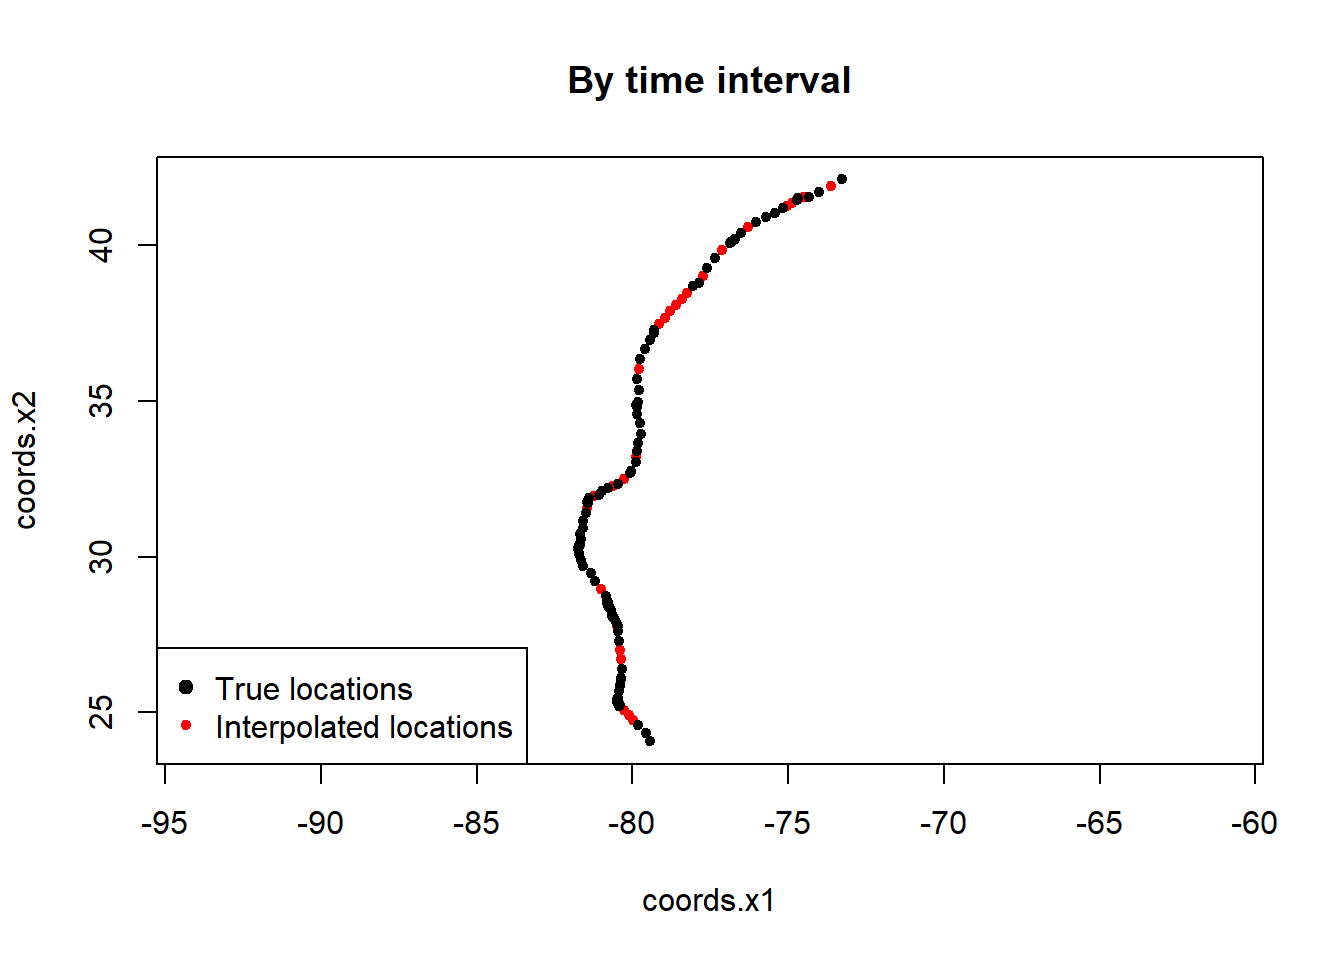 By time interval
coords.x2
40
35
30
25
True locations
Interpolated locations
-95 -90 -85 -80 -75 -70 -65 -60
coords.x1